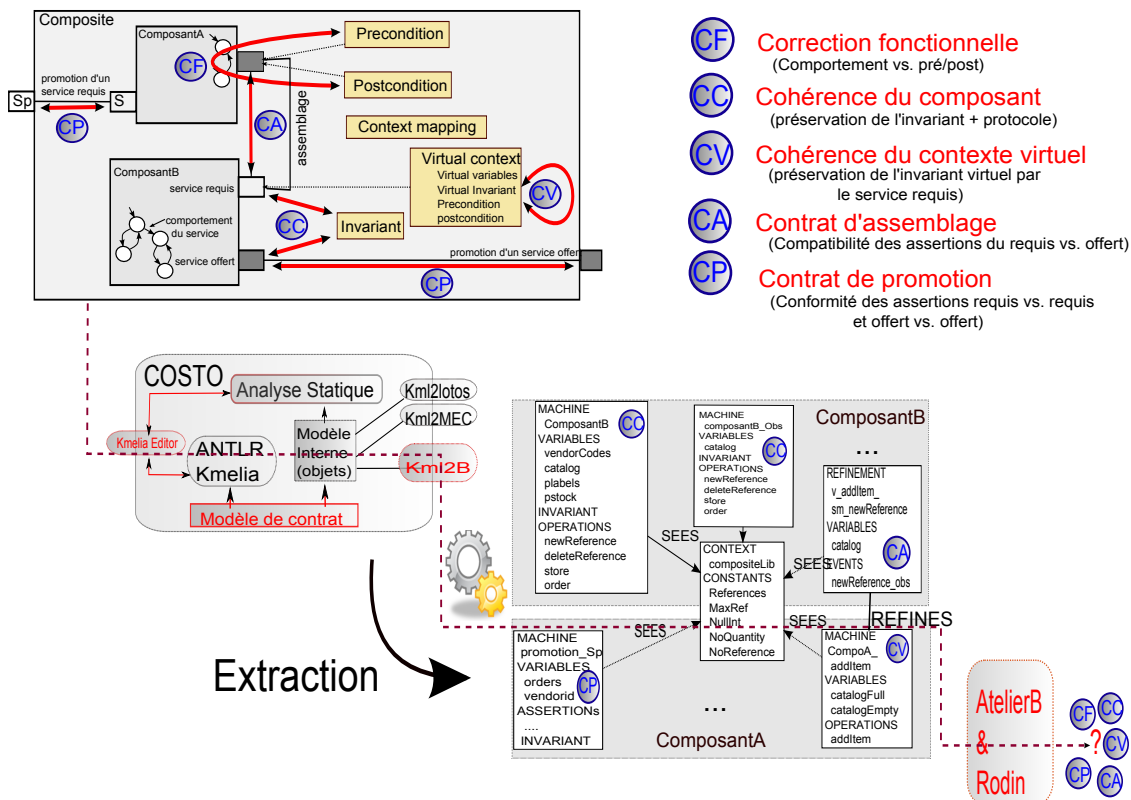 Composite
ComposantA
CF
Precondition
Postcondition
promotion d'un
service requis
Sp
S
CP
CA
assemblage
Context mapping
ComposantB
service requis
Virtual context
Virtual variables
Virtual Invariant
Precondition
postcondition
CV
comportement
du service
service offert
CC
Invariant
promotion d'un service offert
CP
CF
Correction fonctionnelle
(Comportement vs. pré/post)
CC
Cohérence du composant
(préservation de l'invariant + protocole)
CV
Cohérence du contexte virtuel
(préservation de l'invariant virtuel par
le service requis)
CA
Contrat d'assemblage
(Compatibilité des assertions du requis vs. offert)
CP
Contrat de promotion
(Conformité des assertions requis vs. requis
et offert vs. offert)
COSTO
Analyse Statique
Kml2lotos
Kml2MEC
Kmelia Editor
ANTLR
Kmelia
Modèle
Interne
(objets)
Kml2B
Modèle de contrat
Extraction
MACHINE
ComposantB
VARIABLES
vendorCodes
catalog
plabels
pstock
INVARIANT
OPERATIONS
newReference
deleteReference
store
order
CC
MACHINE
composantB_Obs
VARIABLES
catalog
INVARIANT
OPERATIONS
newReference
deleteReference
store
order
CC
ComposantB
...
REFINEMENT
v_addItem_
sm_newReference
VARIABLES
catalog
EVENTS
newReference_obs
CA
SEES
SEES
CONTEXT
compositeLib
CONSTANTS
References
MaxRef
NullInt
NoQuantity
NoReference
SEES
SEES
REFINES
MACHINE
promotion_Sp
VARIABLES
orders
vendorid
ASSERTIONs
....
INVARIANT
CP
...
ComposantA
MACHINE
CompoA_
addItem
VARIABLES
catalogFull
catalogEmpty
OPERATIONS
addItem
CV
AtelierB
&
Rodin
CF
CC
?
CV
CP
CA